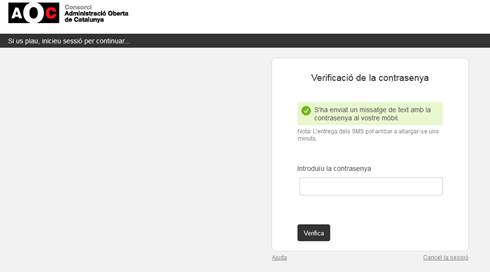 AOC
Consorci
Administració Oberta
de Catalunya
Si us plau, inicieu sessió per continuar...
Verificació de la contrasenya
S'ha enviat un missatge de text amb la
contrasenya al vostre mòbil.
Nota: L'entrega dels SMS pot arribar a allargar-se uns
minuts.
Introduïu la contrasenya
Verifica
Ajuda
Cancel·la sessió